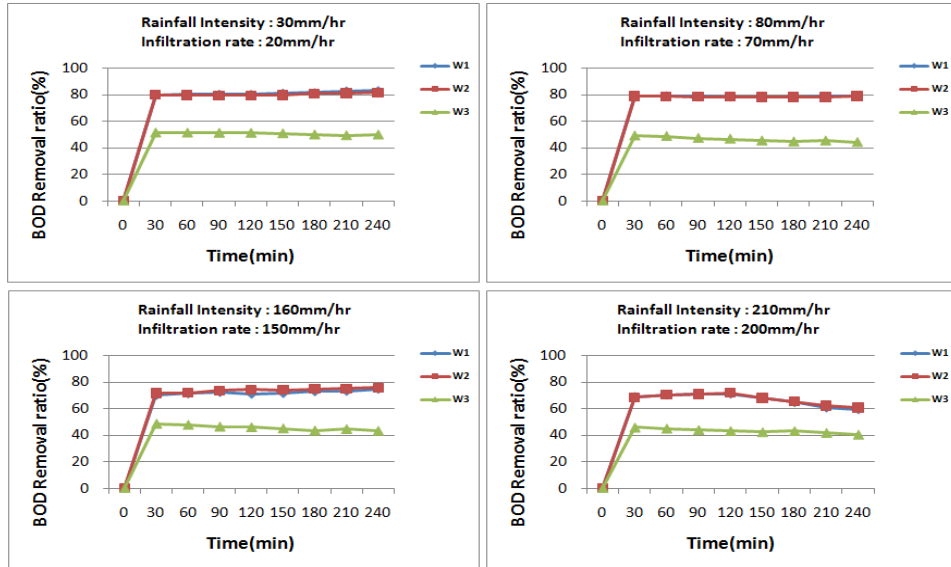 Rainfall Intensity : 30mm/hr
Infiltration rate : 20mm/hr
BOD Removal ratio(%)
100
80
60
40
20
0
0 30 60 90 120 150 180 210 240
Time(min)
W1
W2
W3
Rainfall Intensity : 80mm/hr
Infiltration rate : 70mm/hr
BOD Removal ratio(%)
100
80
60
40
20
0
0 30 60 90 120 150 180 210 240
Time(min)
W1
W2
W3
Rainfall Intensity : 160mm/hr
Infiltration rate : 150mm/hr
BOD Removal ratio(%)
100
80
60
40
20
0
0 30 60 90 120 150 180 210 240
Time(min)
W1
W2
W3
Rainfall Intensity : 210mm/hr
Infiltration rate : 200mm/hr
BOD Removal ratio(%)
100
80
60
40
20
0
0 30 60 90 120 150 180 210 240
Time(min)
W1
W2
W3